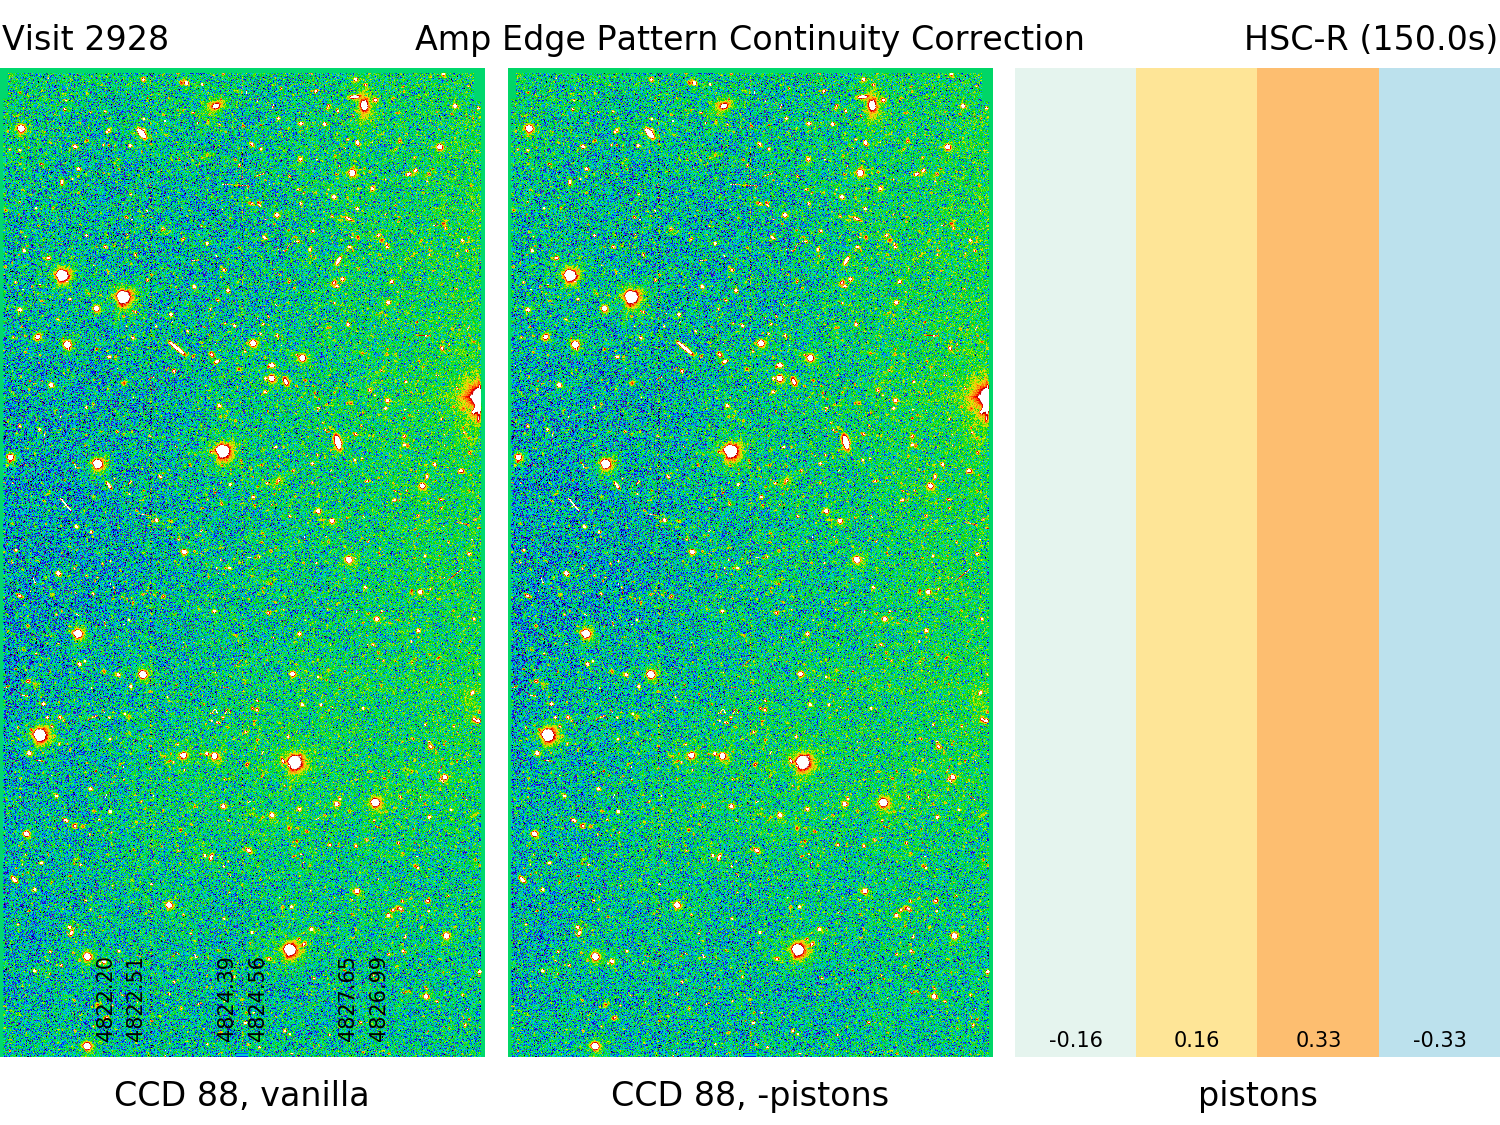 Visit 2928
Amp Edge Pattern Continuity Correction
HSC-R (150.0s)
4822.20
4822.51
4824.39
4824.56
4827.65
4826.99
-0.16
0.16
0.33
-0.33
CCD 88, vanilla
CCD 88, -pistons
pistons